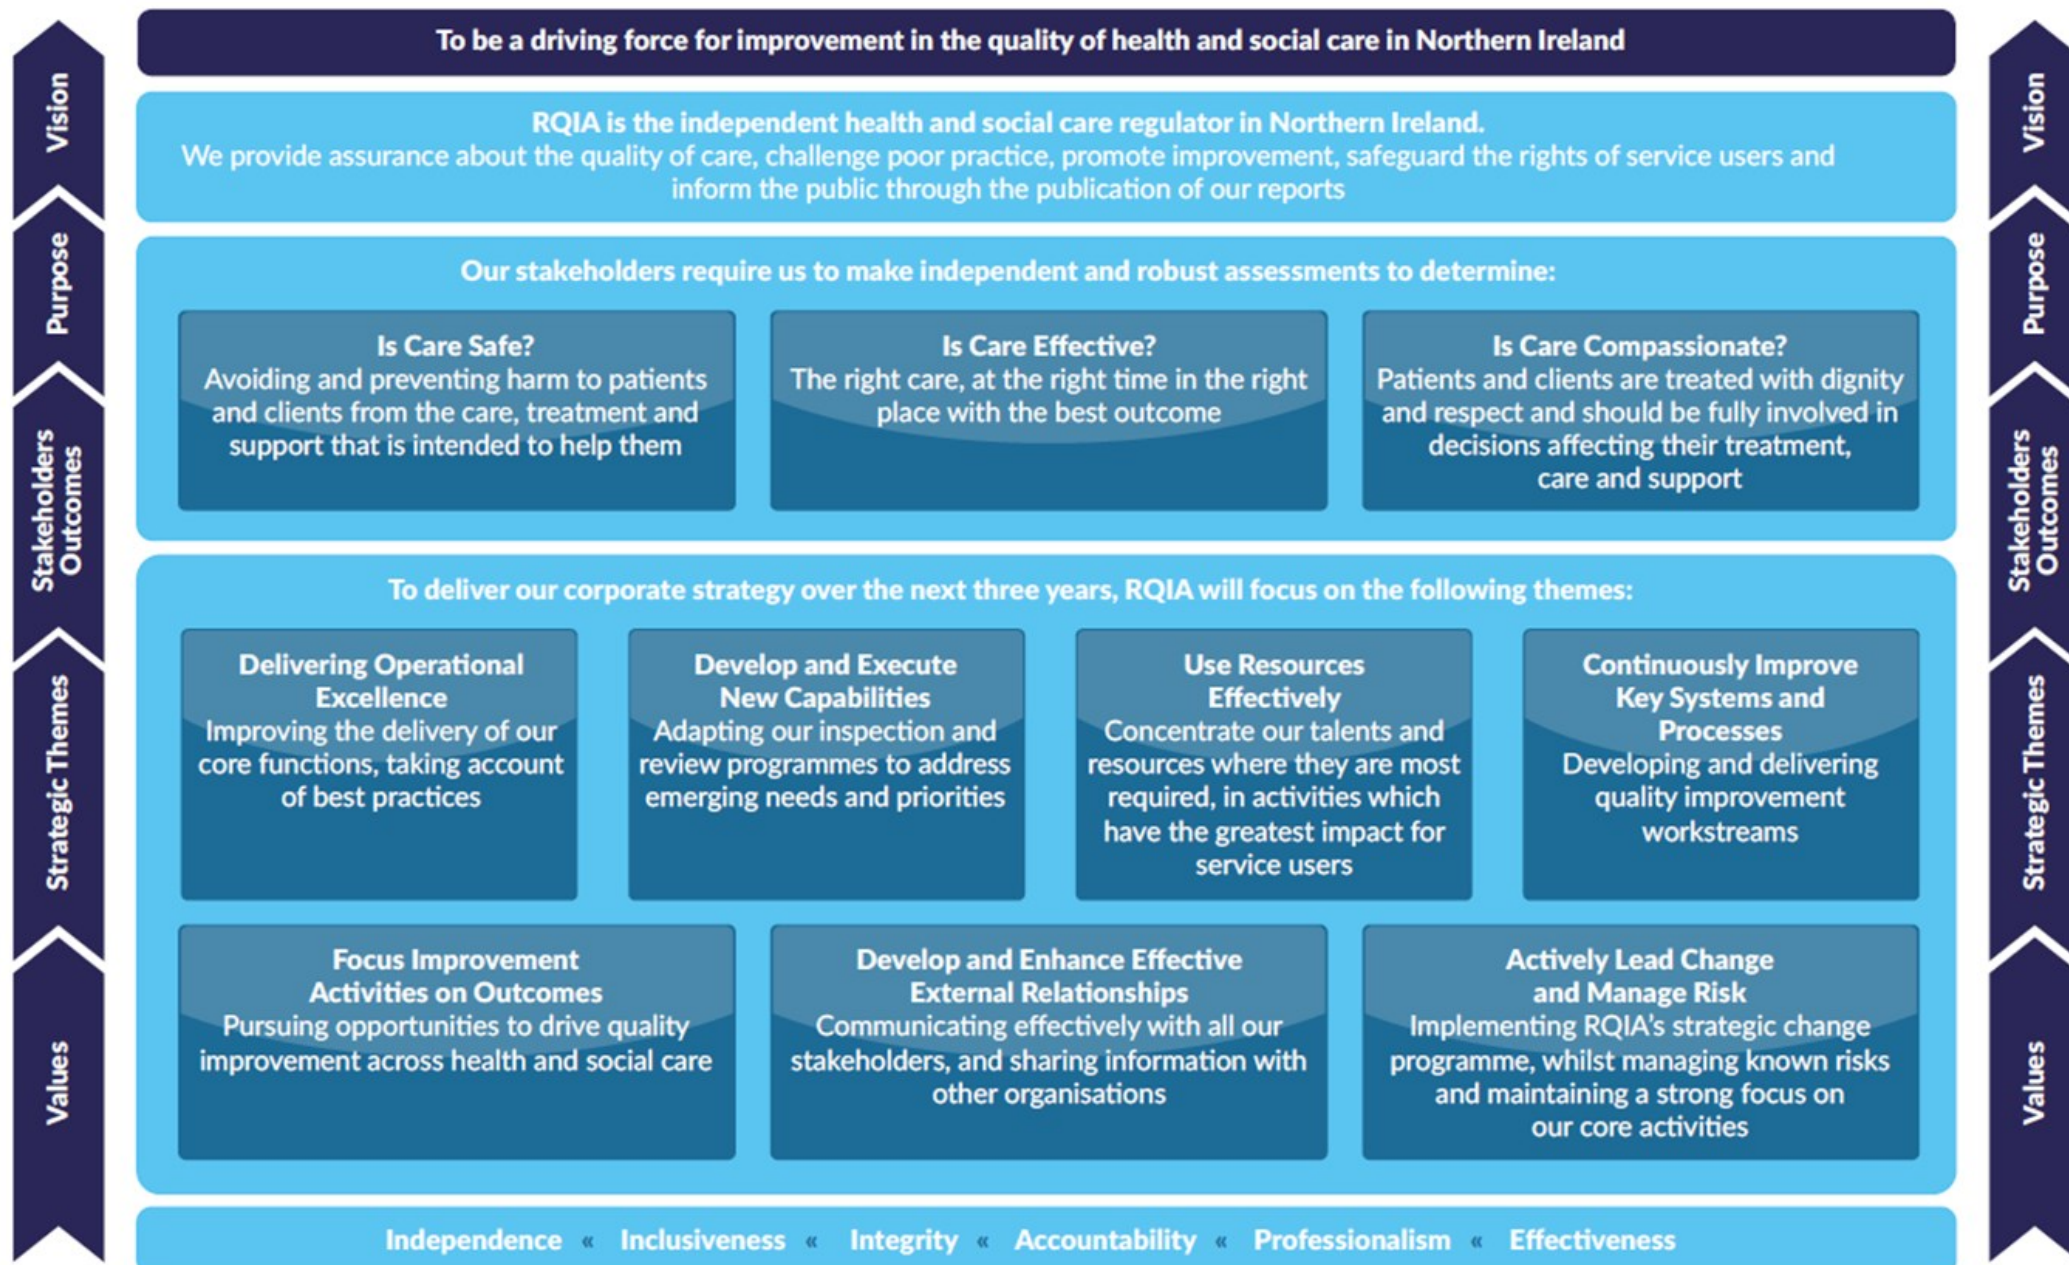 To be a driving force for improvement in the quality of health and social care in Northern Ireland
Vision
Purpose
Stakeholders
Outcomes
Strategic Themes
Values
RQIA is the independent health and social care regulator in Northern Ireland.
We provide assurance about the quality of care, challenge poor practice, promote improvement, safeguard the rights of service users and
inform the public through the publication of our reports
Our stakeholders require us to make independent and robust assessments to determine:
Is Care Safe?
Avoiding and preventing harm to patients
and clients from the care, treatment and
support that is intended to help them
Is Care Effective?
The right care, at the right time in the right
place with the best outcome
Is Care Compassionate?
Patients and clients are treated with dignity
and respect and should be fully involved in
decisions affecting their treatment,
care and support
To deliver our corporate strategy over the next three years, RQIA will focus on the following themes:
Delivering Operational
Excellence
Improving the delivery of our
core functions, taking account
of best practices
Develop and Execute
New Capabilities
Adapting our inspection and
review programmes to address
emerging needs and priorities
Use Resources
Effectively
Concentrate our talents and
resources where they are most
required, in activities which
have the greatest impact for
service users
Continuously Improve
Key Systems and
Processes
Developing and delivering
quality improvement
workstreams
Focus Improvement
Activities on Outcomes
Pursuing opportunities to drive quality
improvement across health and social care
Develop and Enhance Effective
External Relationships
Communicating effectively with all our
stakeholders, and sharing information with
other organisations
Actively Lead Change
and Manage Risk
Implementing RQIA's strategic change
programme, whilst managing known risks
and maintaining a strong focus on
our core activities
Independence « Inclusiveness « Integrity « Accountability « Professionalism « Effectiveness
Vision
Purpose
Stakeholders
Outcomes
Strategic Themes
Values